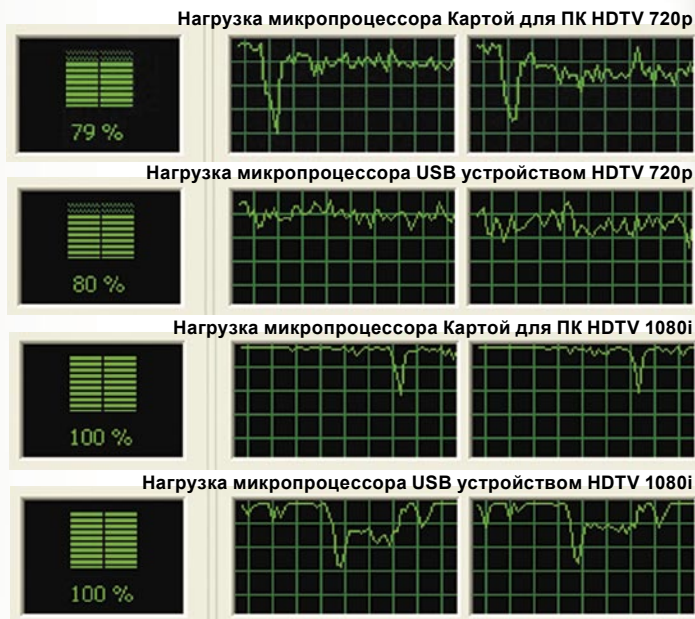 Нагрузка микропроцессора Картой для ПК HDTV 720p
79 %
Нагрузка микропроцессора USB устройством HDTV 720p
80 %
Нагрузка микропроцессора Картой для ПК HDTV 1080i
100 %
Нагрузка микропроцессора USB устройством HDTV 1080i
100 %